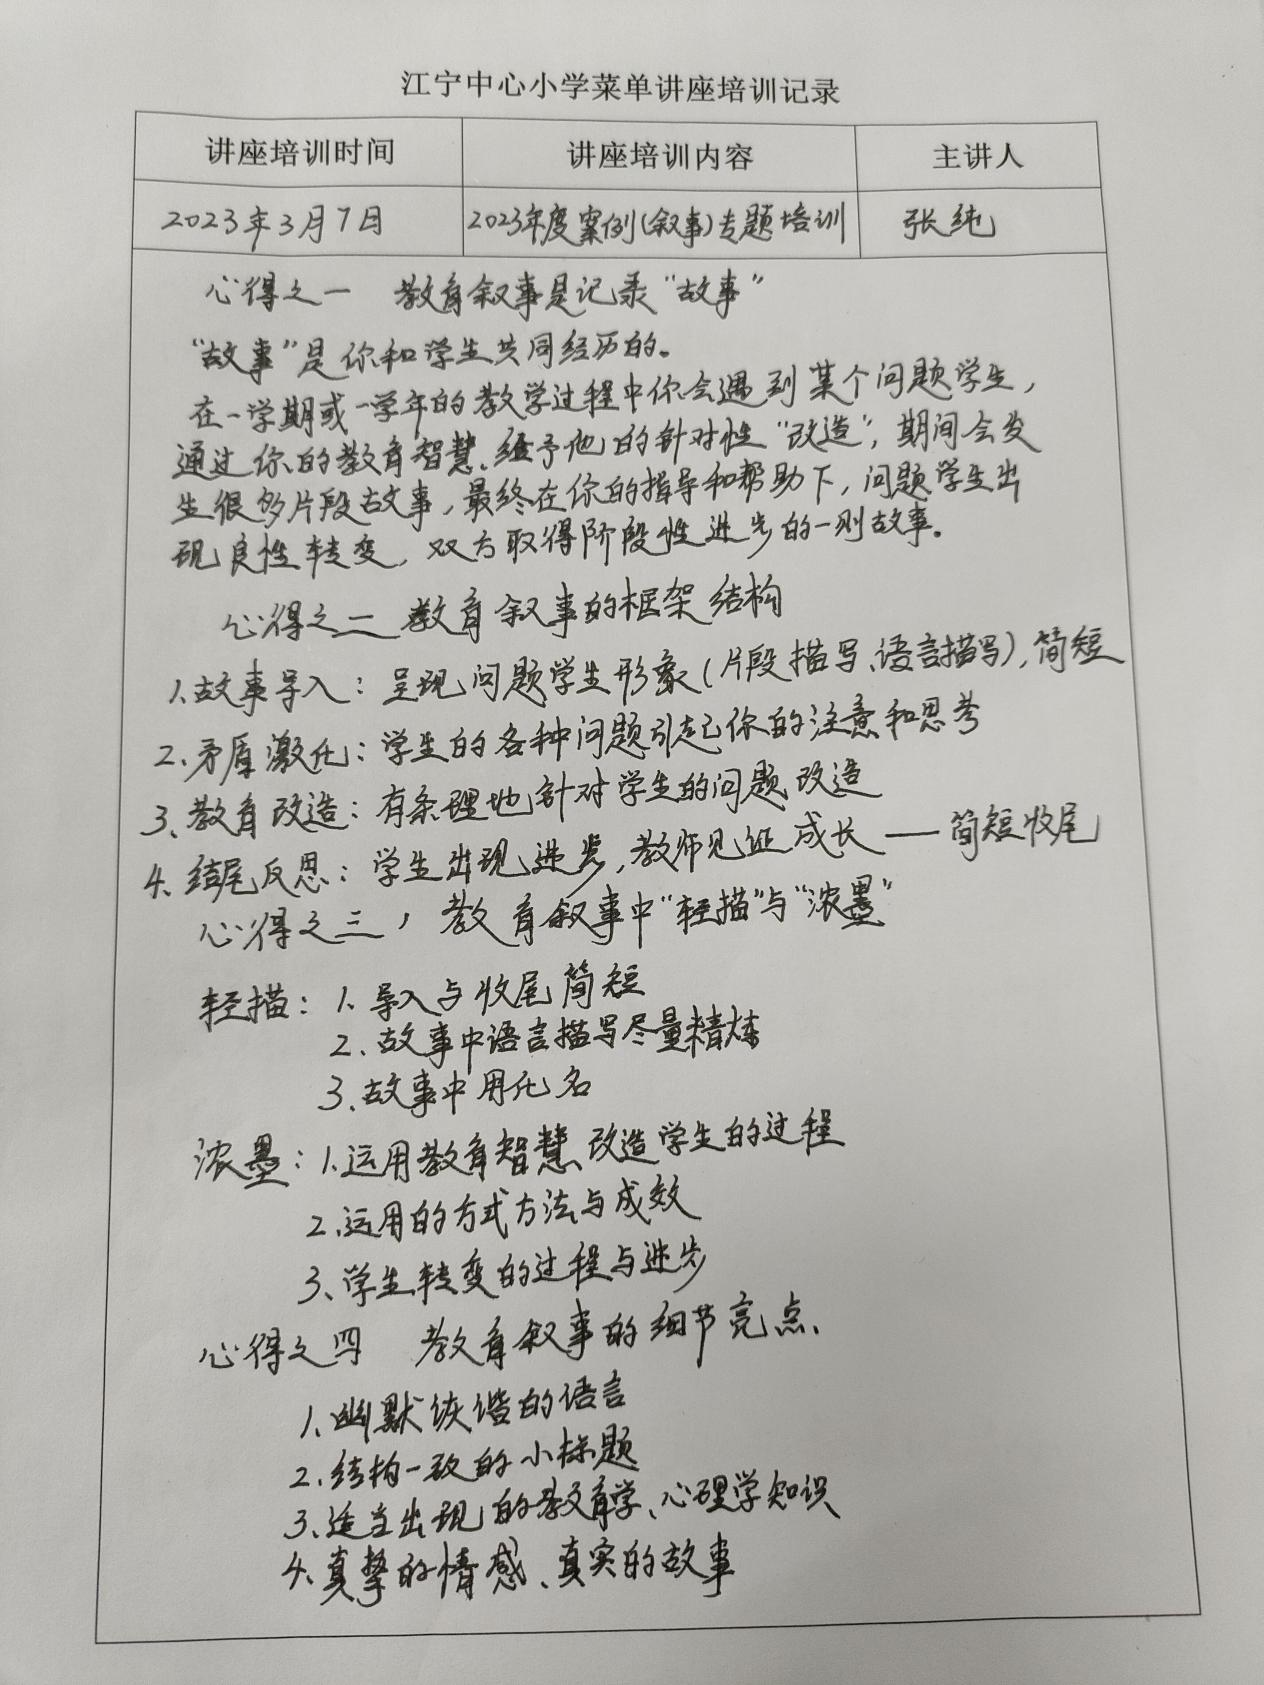 江宁中心小学菜单讲座培训记录
讲座培训时间 讲座培训内容 主讲人
2023年3月7日 2023年度案例(叙事)专题培训 张纯
心得之一 教育叙事是记录“故事”
“故事”是你和学生共同经历的。
在一学期或一学年的教学过程中你会遇到某个问题学生,
通过你的教育智慧、给予他的针对性“改造”,期间会发
生很多片段故事,最终在你的指导和帮助下,问题学生出
现良性转变,双方取得阶段性进步的一则故事。
心得之二 教育叙事的框架结构
1.故事导入:呈现问题学生形象(片段描写、语言描写),简短
2.矛盾激化:学生的各种问题引起你的注意和思考
3、教育改造:有条理地针对学生的问题改造
4、结尾反思:学生出现进步,教师见证成长——简短收尾
心得之三,教育叙事中“轻描”与“浓墨”
轻描:1、导入与收尾简短
2、故事中语言描写尽量精炼
3、故事中用化名
浓墨:1.运用教育智慧改造学生的过程
2.运用的方式方法与成效
3、学生转变的过程与进步
心得之四 教育叙事的细节亮点、
1、幽默诙谐的语言
2.结构一致的小标题
3、适当出现的教育学、心理学知识
4、真挚的情感、真实的故事